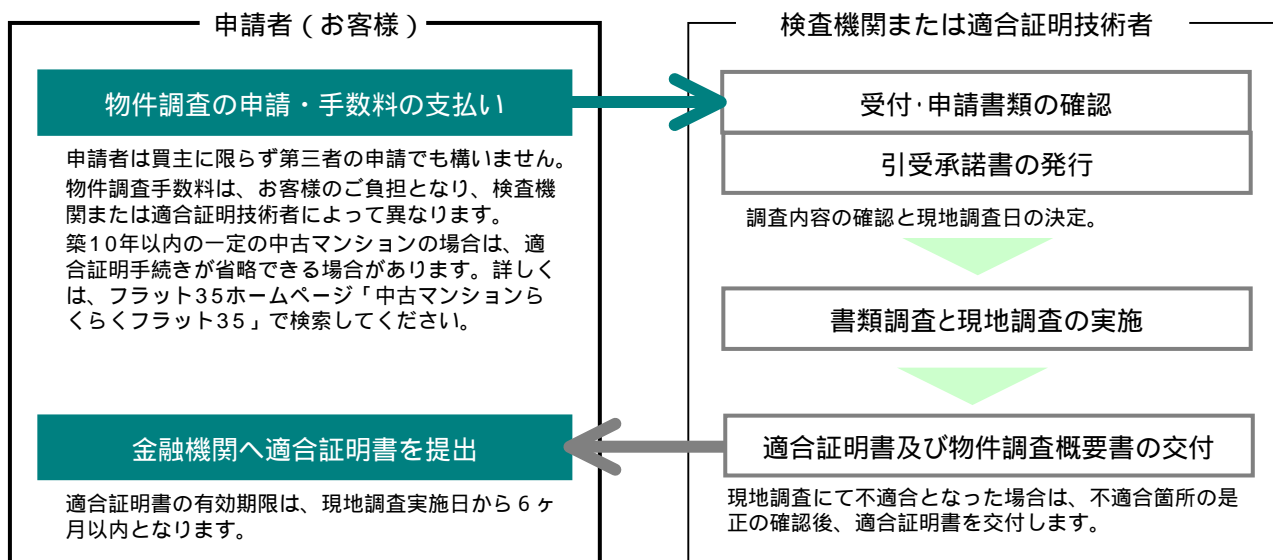 申請者（お客様）
物件調査の申請・手数料の支払い
申請者は買主に限らず第三者の申請でも構いません。
物件調査手数料は、お客様のご負担となり、検査機
関または適合証明技術者によって異なります。
築10年以内の一定の中古マンションの場合は、適
合証明手続きが省略できる場合があります。詳しく
は、フラット35ホームページ「中古マンションら
くらくフラット35」で検索してください。
金融機関へ適合証明書を提出
適合証明書の有効期限は、現地調査実施日から６ヶ
月以内となります。
検査機関または適合証明技術者
受付･申請書類の確認
引受承諾書の発行
調査内容の確認と現地調査日の決定。
書類調査と現地調査の実施
適合証明書及び物件調査概要書の交付
現地調査にて不適合となった場合は、不適合箇所の是
正の確認後、適合証明書を交付します。